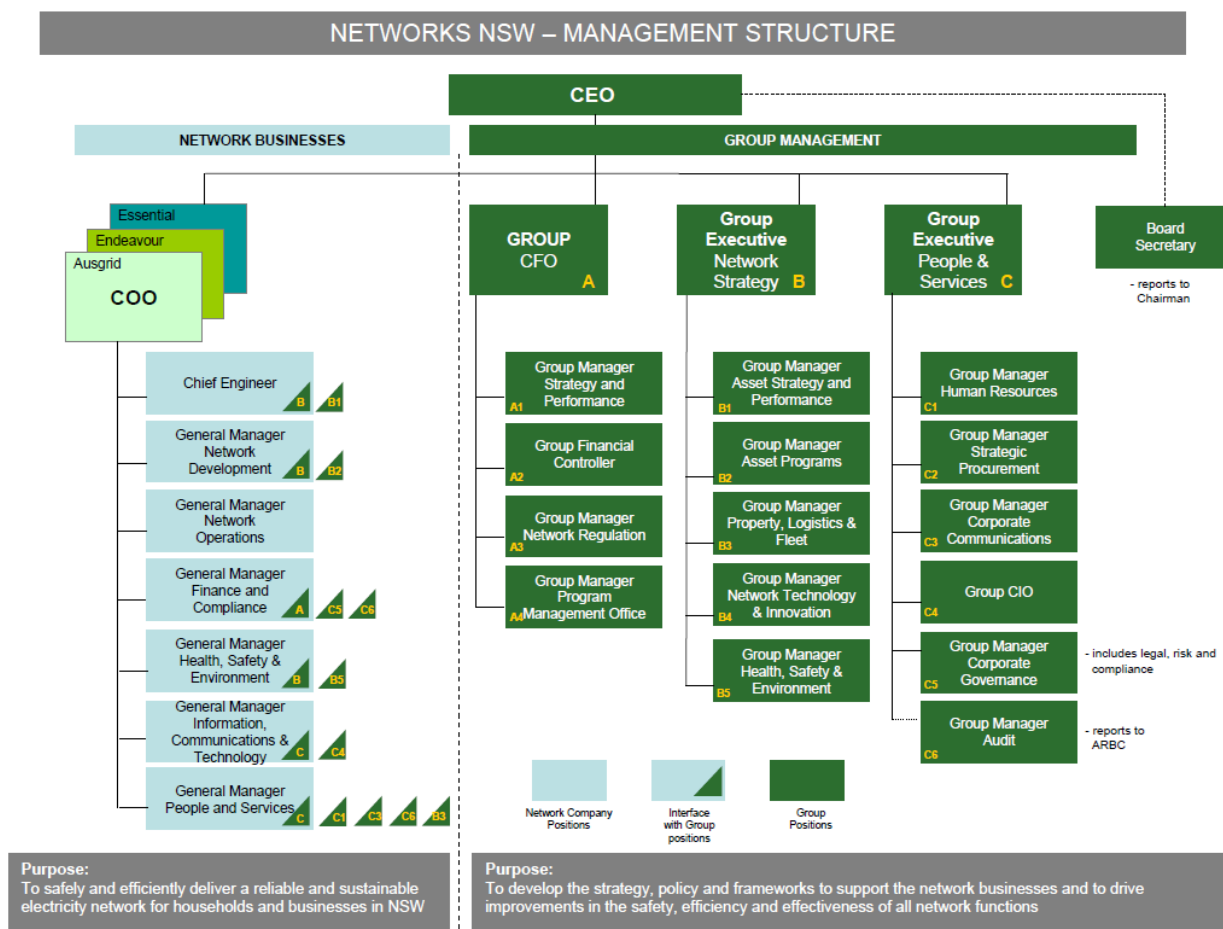 NETWORKS NSW – MANAGEMENT STRUCTURE
CEO
NETWORK BUSINESSES
GROUP MANAGEMENT
Essential
Endeavour
Ausgrid
COO
GROUP
CFO
A
Group
Executive
Network
Strategy
B
Group
Executive
People &
Services
C
Board
Secretary
- reports to
Chairman
Chief Engineer
B
B1
General Manager
Network
Development
B
B2
General Manager
Network
Operations
General Manager
Finance and
Compliance
A
C5
C6
General Manager
Health, Safety &
Environment
B
B5
General Manager
Information,
Communications &
Technology
C
C4
General Manager
People and Services
C
C1
C3
C6
B3
Group Manager
Strategy and
Performance
A1
Group Financial
Controller
A2
Group Manager
Network Regulation
A3
Group Manager
Program
Management Office
A4
Group Manager
Asset Strategy and
Performance
B1
Group Manager
Asset Programs
B2
Group Manager
Property, Logistics &
Fleet
B3
Group Manager
Network Technology
& Innovation
B4
Group Manager
Health, Safety &
Environment
B5
Group Manager
Human Resources
C1
Group Manager
Strategic
Procurement
C2
Group Manager
Corporate
Communications
C3
Group CIO
C4
Group Manager
Corporate
Governance
C5
- includes legal, risk and
compliance
Group Manager
Audit
C6
- reports to
ARBC
Network Company
Positions
Interface
with Group
positions
Group
Positions
Purpose:
To safely and efficiently deliver a reliable and sustainable
electricity network for households and businesses in NSW
Purpose:
To develop the strategy, policy and frameworks to support the network businesses and to drive
improvements in the safety, efficiency and effectiveness of all network functions